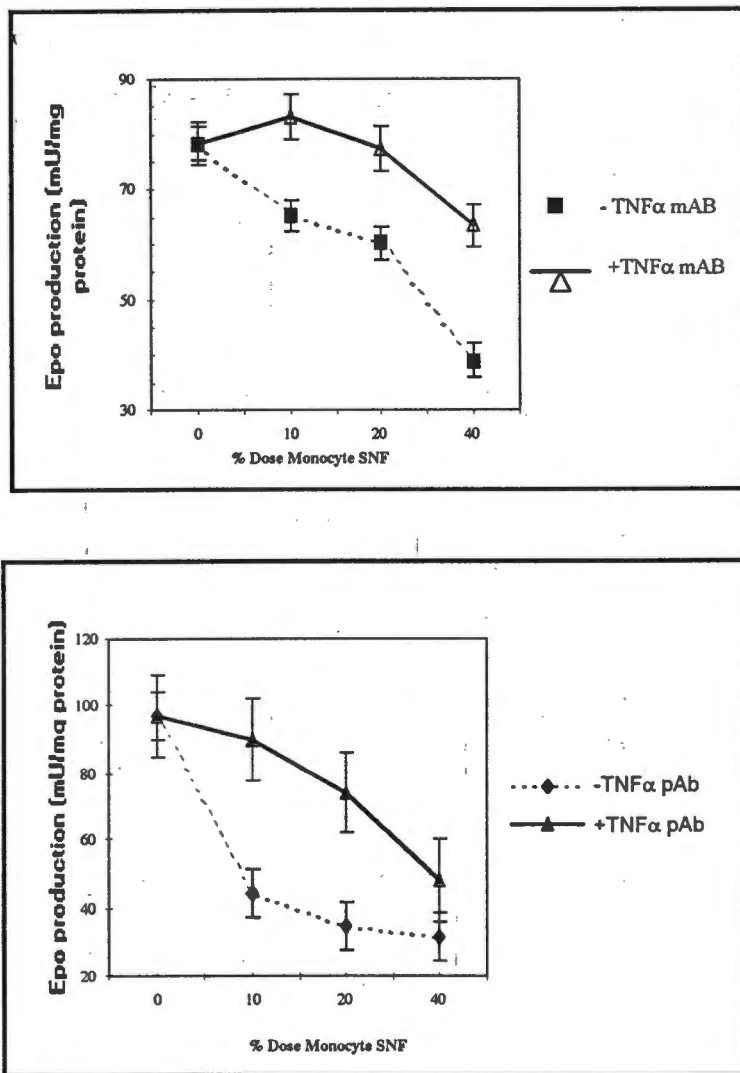 Epo production (mU/mg protein)
90
70
50
30
0 10 20 40
% Dose Monocyte SNF
- TNFα mAB
+TNFα mAB
Epo production (mU/mq protein)
120
100
80
60
40
20
0 10 20 40
% Dose Monocyte SNF
-TNFα pAb
+TNFα pAb